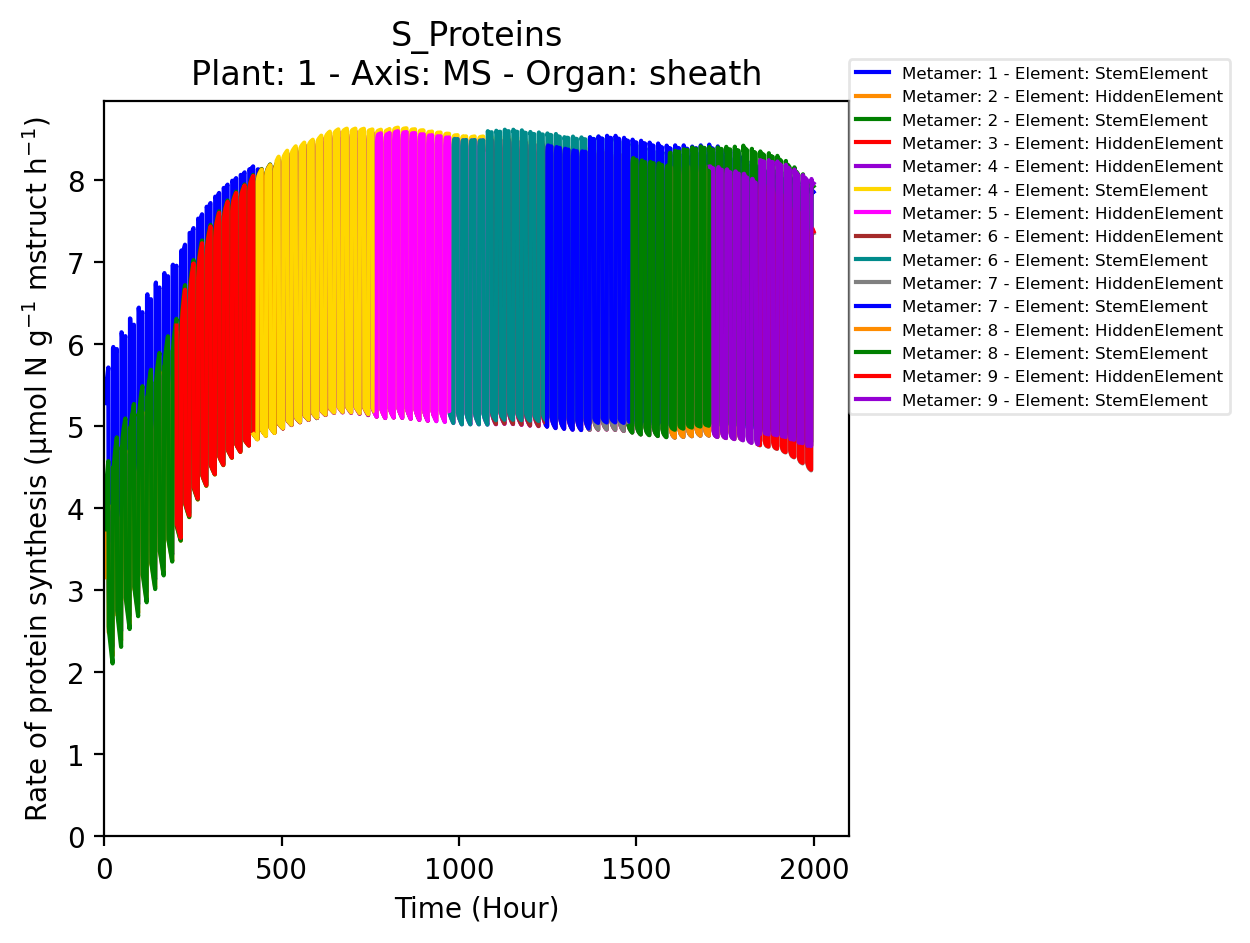 S_Proteins
Plant: 1 - Axis: MS - Organ: sheath
Rate of protein synthesis (µmol N g⁻¹ mstruct h⁻¹)
8
7
6
5
4
3
2
1
0
0 500 1000 1500 2000
Time (Hour)
Metamer: 1 - Element: StemElement
Metamer: 2 - Element: HiddenElement
Metamer: 2 - Element: StemElement
Metamer: 3 - Element: HiddenElement
Metamer: 4 - Element: HiddenElement
Metamer: 4 - Element: StemElement
Metamer: 5 - Element: HiddenElement
Metamer: 6 - Element: HiddenElement
Metamer: 6 - Element: StemElement
Metamer: 7 - Element: HiddenElement
Metamer: 7 - Element: StemElement
Metamer: 8 - Element: HiddenElement
Metamer: 8 - Element: StemElement
Metamer: 9 - Element: HiddenElement
Metamer: 9 - Element: StemElement